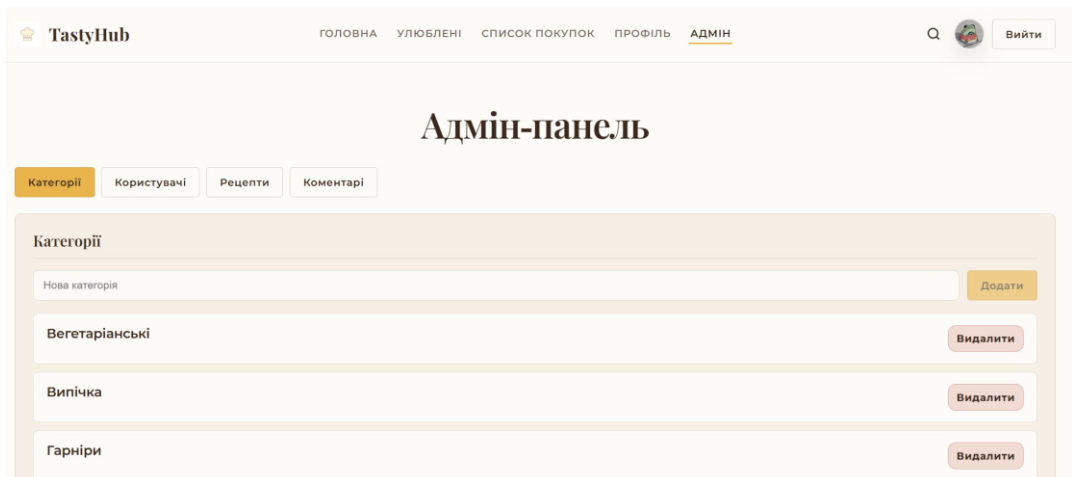 TastyHub ГОЛОВНА УЛЮБЛЕНІ СПИСОК ПОКУПОК ПРОФІЛЬ АДМІН Вийти
Адмін-панель
Категорії Користувачі Рецепти Коментарі
Категорії
Нова категорія Додати
Вегетаріанські Видалити
Випічка Видалити
Гарніри Видалити